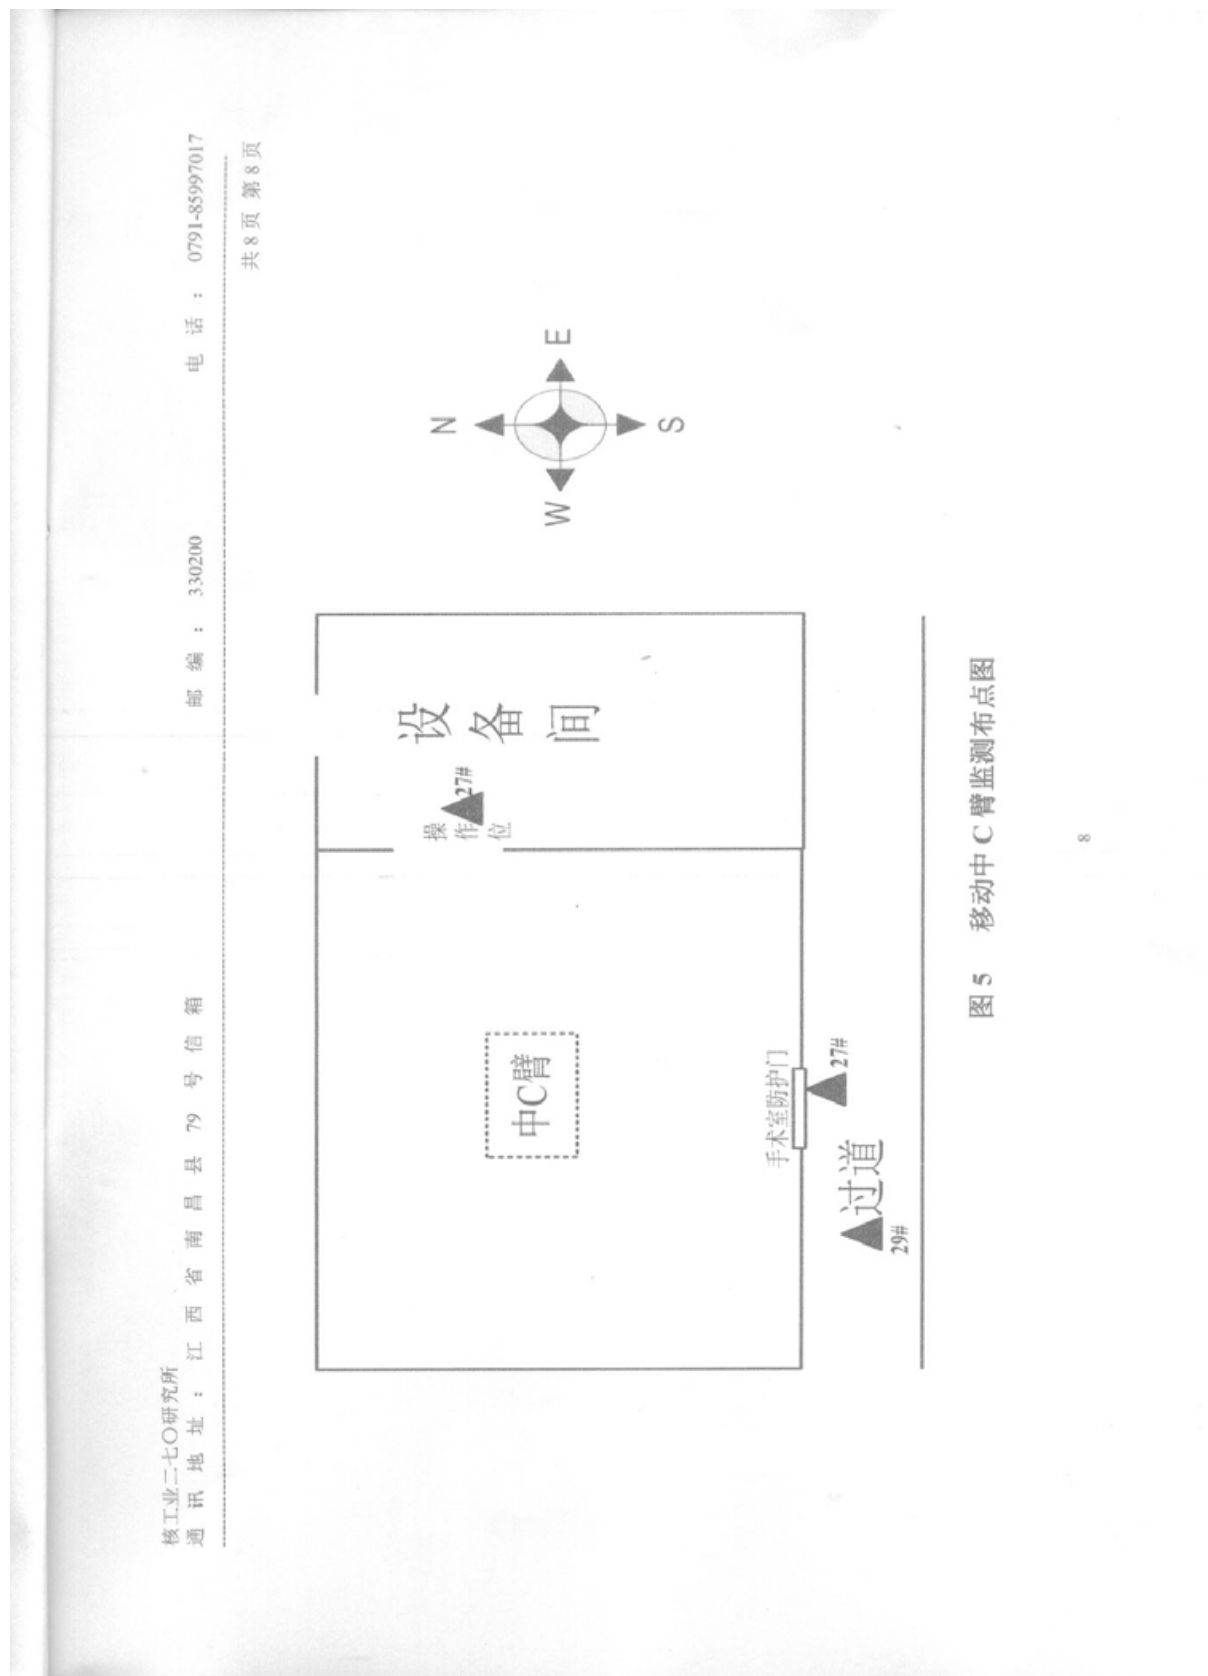 核工业二七〇研究所
通 讯 地 址 ： 江 西 省 南 昌 县 79 号 信 箱 邮 编 ： 330200 电 话 ： 0791-85997017
共 8 页 第 8 页
N
W E
S
设
备
间
27#
操
作
位
中C臂
手术室防护门
27#
过道
29#
图 5 移动中 C 臂监测布点图
8